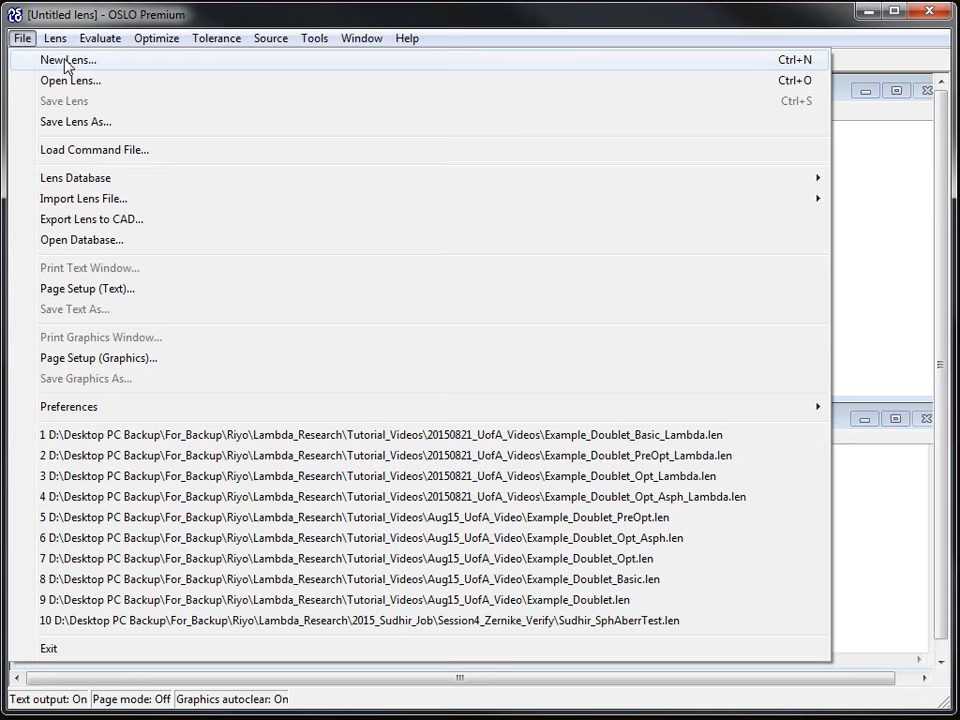 [Untitled lens] - OSLO Premium
File Lens Evaluate Optimize Tolerance Source Tools Window Help
New Lens... Ctrl+N
Open Lens... Ctrl+O
Save Lens Ctrl+S
Save Lens As...
Load Command File...
Lens Database
Import Lens File...
Export Lens to CAD...
Open Database...
Print Text Window...
Page Setup (Text)...
Save Text As...
Print Graphics Window...
Page Setup (Graphics)...
Save Graphics As...
Preferences
1 D:\Desktop PC Backup\For_Backup\Riyo\Lambda_Research\Tutorial_Videos\20150821_UofA_Videos\Example_Doublet_Basic_Lambda.len
2 D:\Desktop PC Backup\For_Backup\Riyo\Lambda_Research\Tutorial_Videos\20150821_UofA_Videos\Example_Doublet_PreOpt_Lambda.len
3 D:\Desktop PC Backup\For_Backup\Riyo\Lambda_Research\Tutorial_Videos\20150821_UofA_Videos\Example_Doublet_Opt_Lambda.len
4 D:\Desktop PC Backup\For_Backup\Riyo\Lambda_Research\Tutorial_Videos\20150821_UofA_Videos\Example_Doublet_Opt_Asph_Lambda.len
5 D:\Desktop PC Backup\For_Backup\Riyo\Lambda_Research\Tutorial_Videos\Aug15_UofA_Video\Example_Doublet_PreOpt.len
6 D:\Desktop PC Backup\For_Backup\Riyo\Lambda_Research\Tutorial_Videos\Aug15_UofA_Video\Example_Doublet_Opt_Asph.len
7 D:\Desktop PC Backup\For_Backup\Riyo\Lambda_Research\Tutorial_Videos\Aug15_UofA_Video\Example_Doublet_Opt.len
8 D:\Desktop PC Backup\For_Backup\Riyo\Lambda_Research\Tutorial_Videos\Aug15_UofA_Video\Example_Doublet_Basic.len
9 D:\Desktop PC Backup\For_Backup\Riyo\Lambda_Research\Tutorial_Videos\Aug15_UofA_Video\Example_Doublet.len
10 D:\Desktop PC Backup\For_Backup\Riyo\Lambda_Research\2015_Sudhir_Job\Session4_Zernike_Verify\Sudhir_SphAberrTest.len
Exit
Text output: On Page mode: Off Graphics autoclear: On